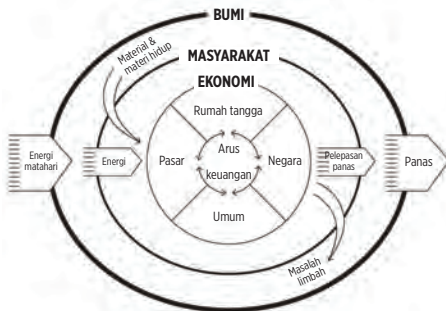 BUMI
Material &
materi hidup
MASYARAKAT
EKONOMI
Rumah tangga
Energi
matahari
Energi
Pasar
Arus
keuangan
Negara
Pelepasan
panas
Panas
Umum
Masalah
limbah